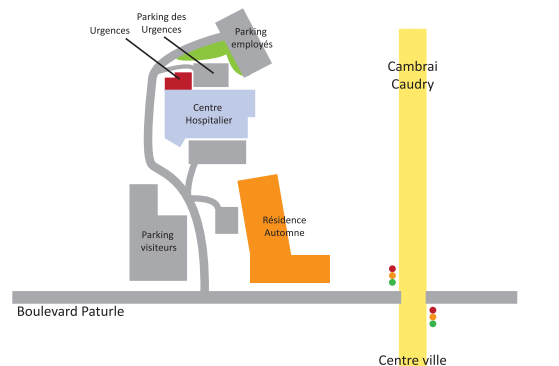 Parking des
Urgences
Urgences
Parking
employés
Cambrai
Caudry
Centre
Hospitalier
Résidence
Automne
Parking
visiteurs
Boulevard Paturle
Centre ville